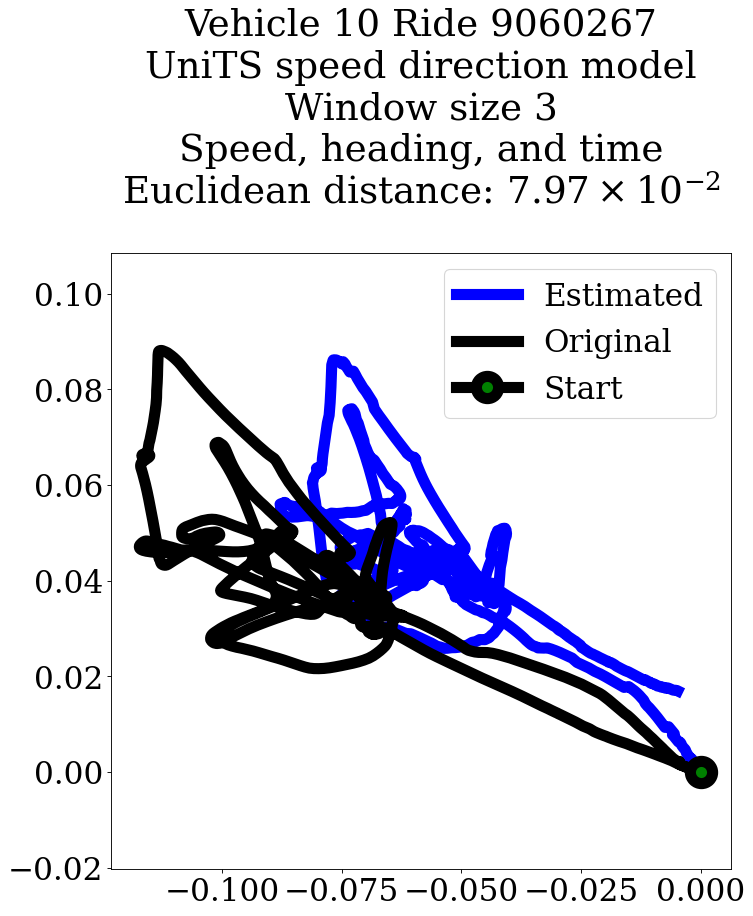 Vehicle 10 Ride 9060267
UniTS speed direction model
Window size 3
Speed, heading, and time
Euclidean distance: 7.97 × 10⁻²
Estimated
Original
Start
0.10
0.08
0.06
0.04
0.02
0.00
−0.02
−0.100 −0.075 −0.050 −0.025 0.000